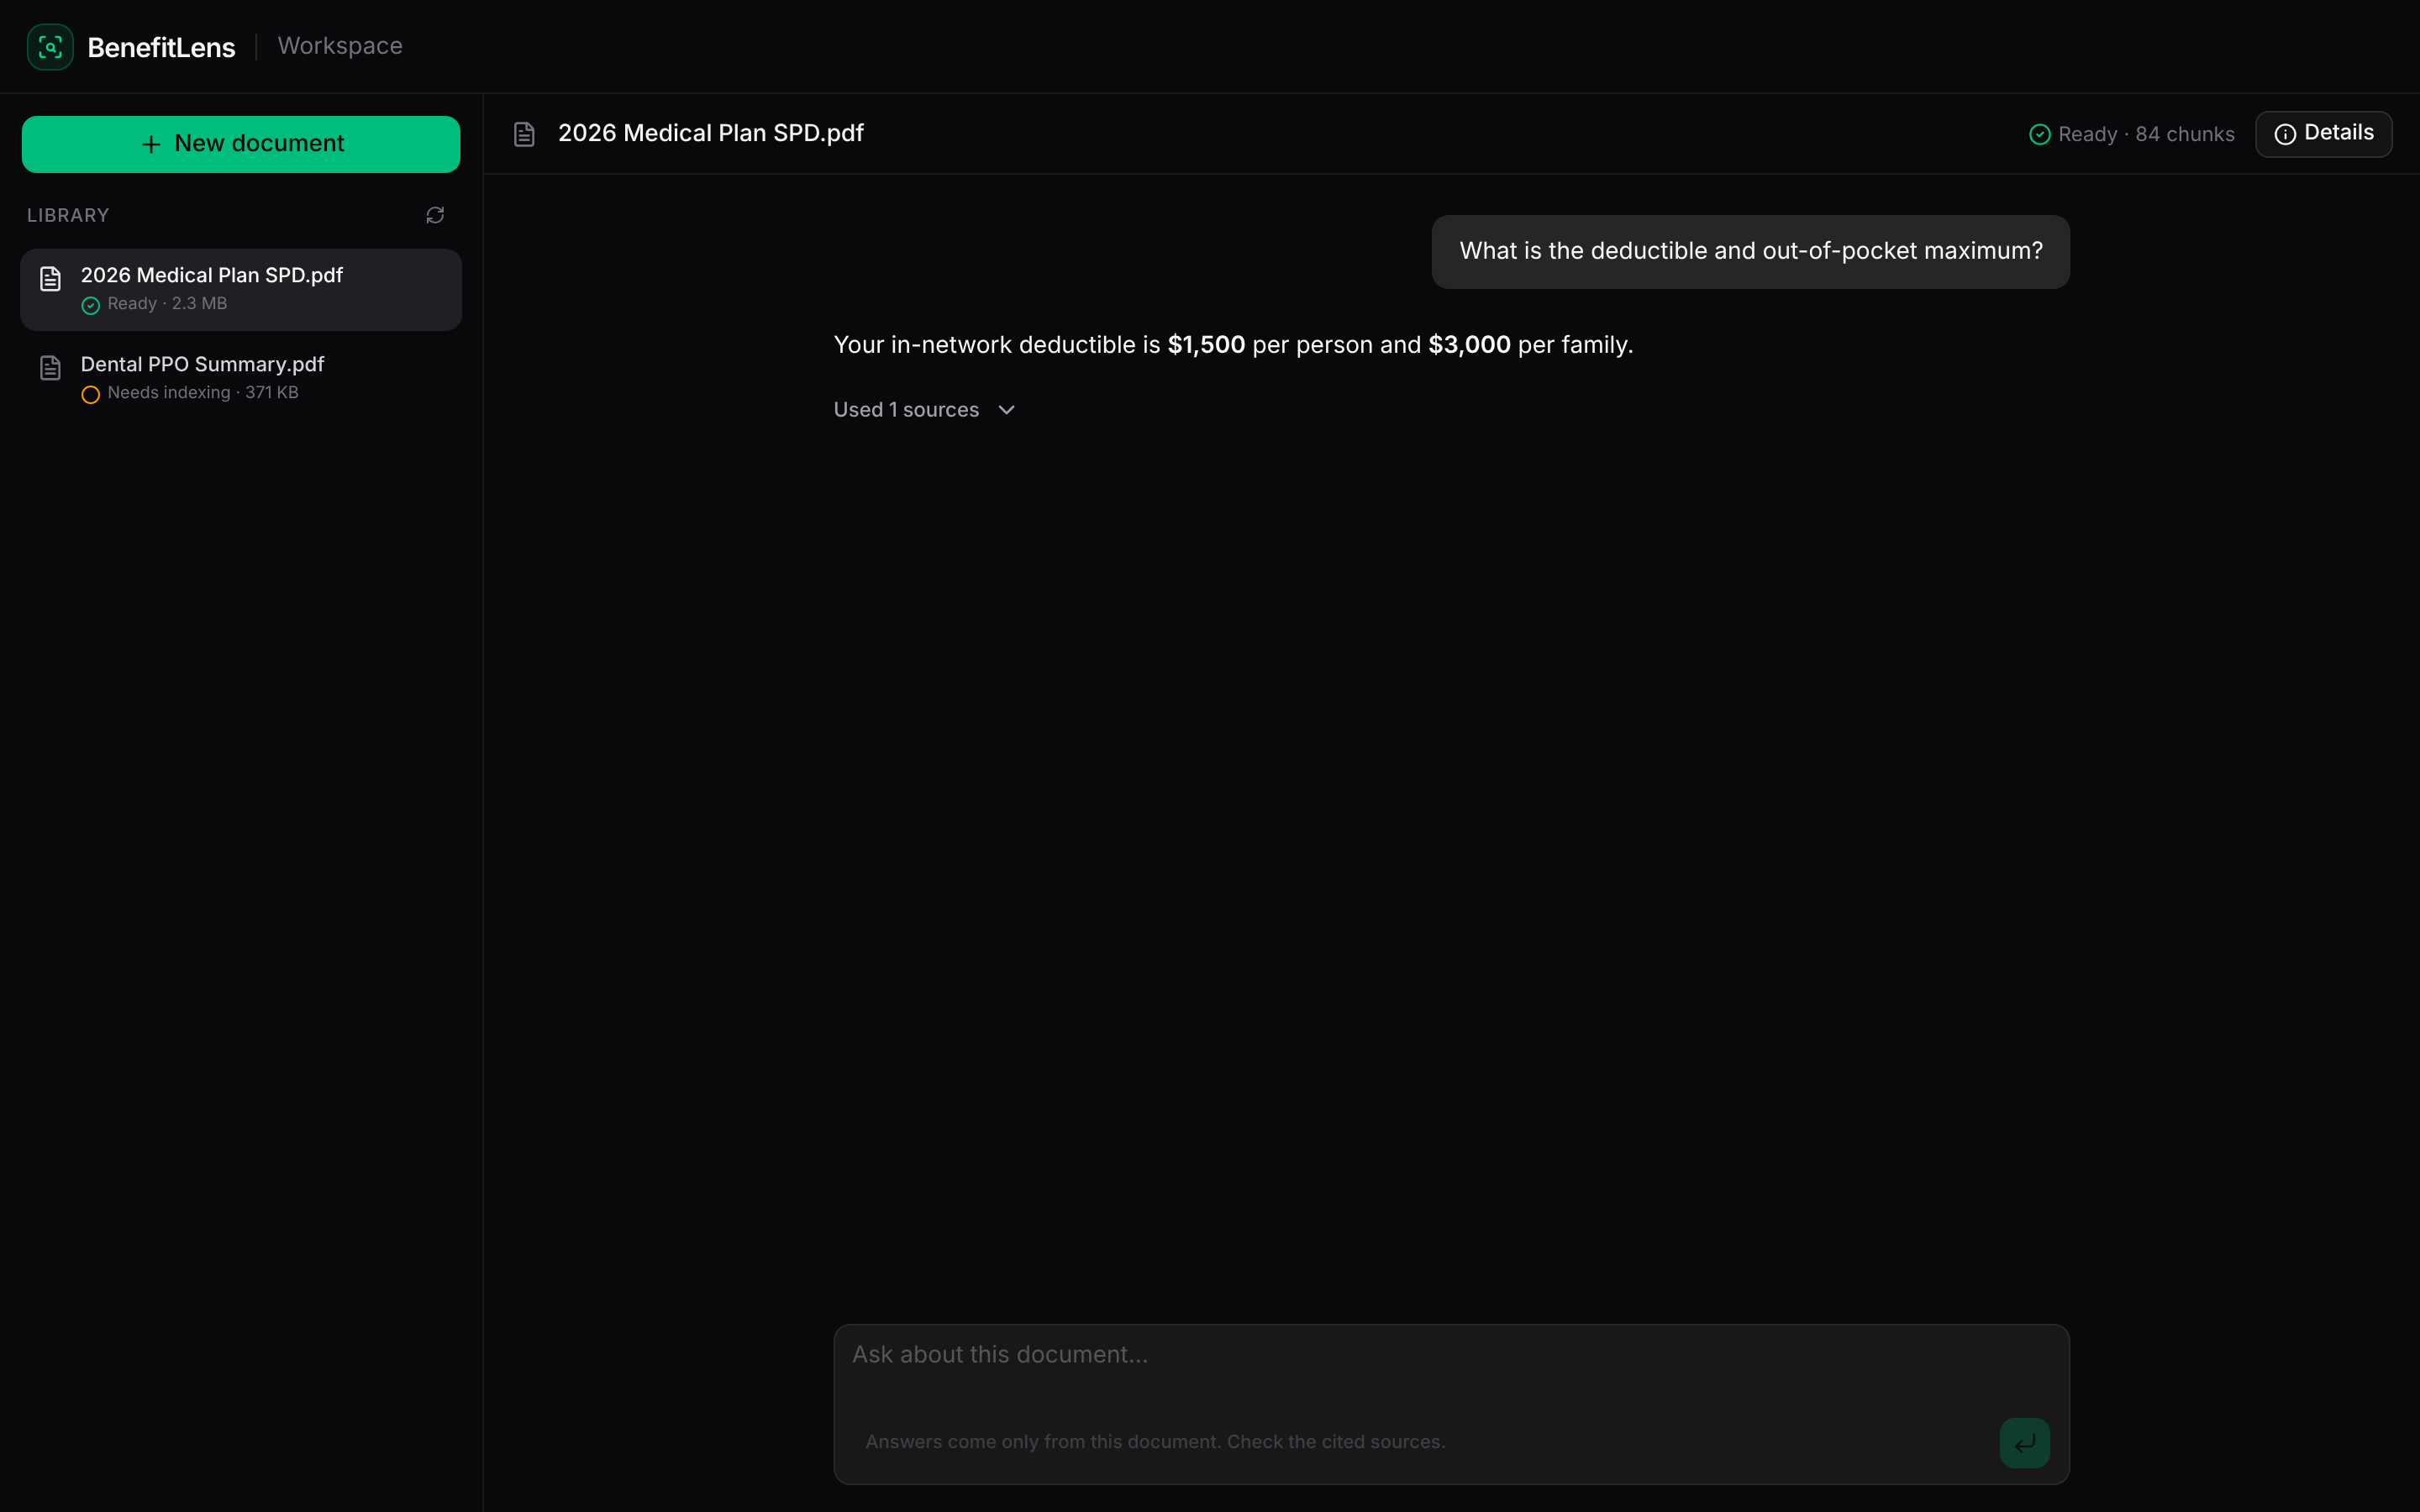 BenefitLens
Workspace
New document
LIBRARY
2026 Medical Plan SPD.pdf
Ready · 2.3 MB
Dental PPO Summary.pdf
Needs indexing · 371 KB
2026 Medical Plan SPD.pdf
Ready · 84 chunks
Details
What is the deductible and out-of-pocket maximum?
Your in-network deductible is $1,500 per person and $3,000 per family.
Used 1 sources
Ask about this document...
Answers come only from this document. Check the cited sources.